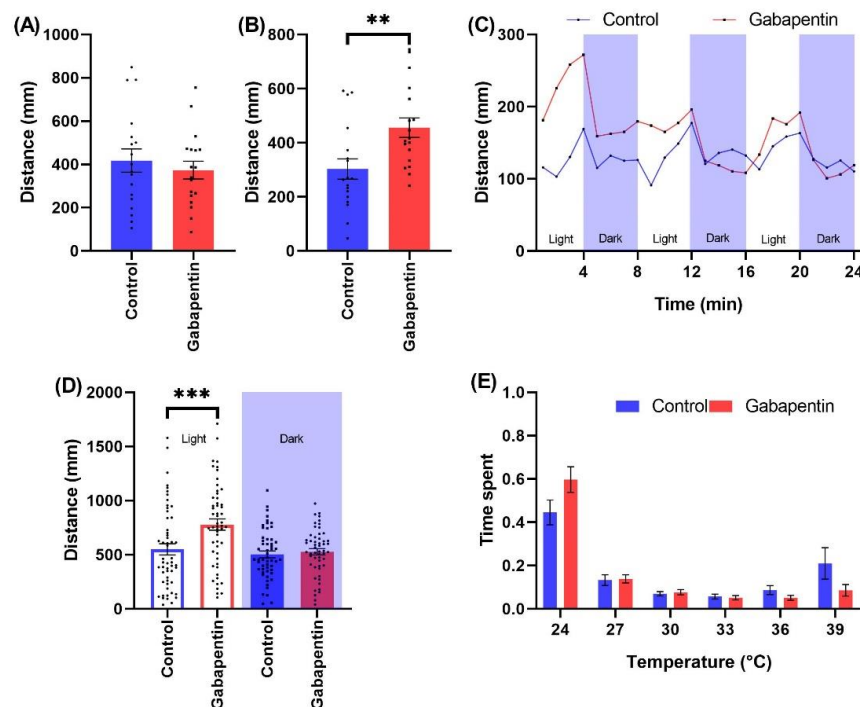 (A)
Distance (mm)
1000
800
600
400
200
0
Control
Gabapentin
(B)
**
Distance (mm)
800
600
400
200
0
Control
Gabapentin
(C)
Control
Gabapentin
Distance (mm)
300
200
100
0
Light
Dark
Light
Dark
Light
Dark
4
8
12
16
20
24
Time (min)
(D)
***
Distance (mm)
2000
1500
1000
500
0
Light
Dark
Control
Gabapentin
Control
Gabapentin
(E)
Control
Gabapentin
Time spent
1.0
0.8
0.6
0.4
0.2
0.0
24
27
30
33
36
39
Temperature (°C)